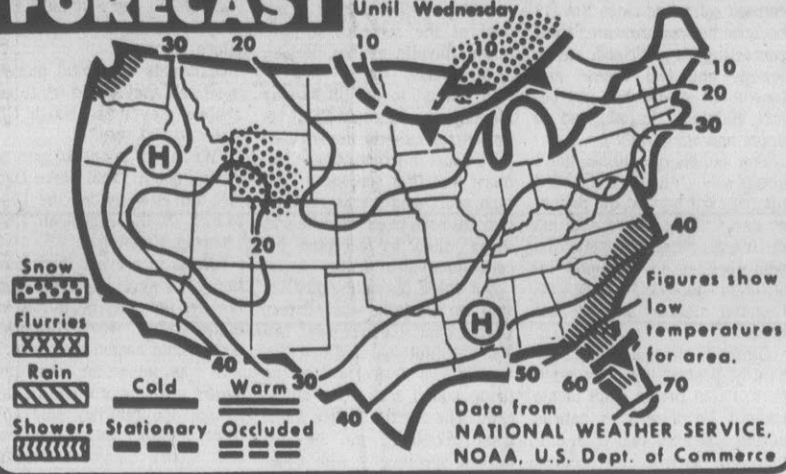 FORECAST
Until Wednesday
30
20
10
10
10
20
30
H
20
40
Snow
Flurries
Rain
Showers
Cold
Warm
Stationary
Occluded
H
Figures show
low
temperatures
for area.
40
30
40
50
60
70
Data from
NATIONAL WEATHER SERVICE,
NOAA, U.S. Dept. of Commerce